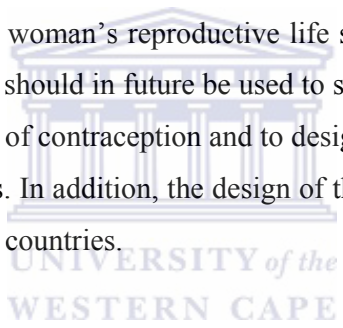 woman’s reproductive life s
should in future be used to s
of contraception and to desig
s. In addition, the design of th
countries.
UNIVERSITY of the
WESTERN CAPE